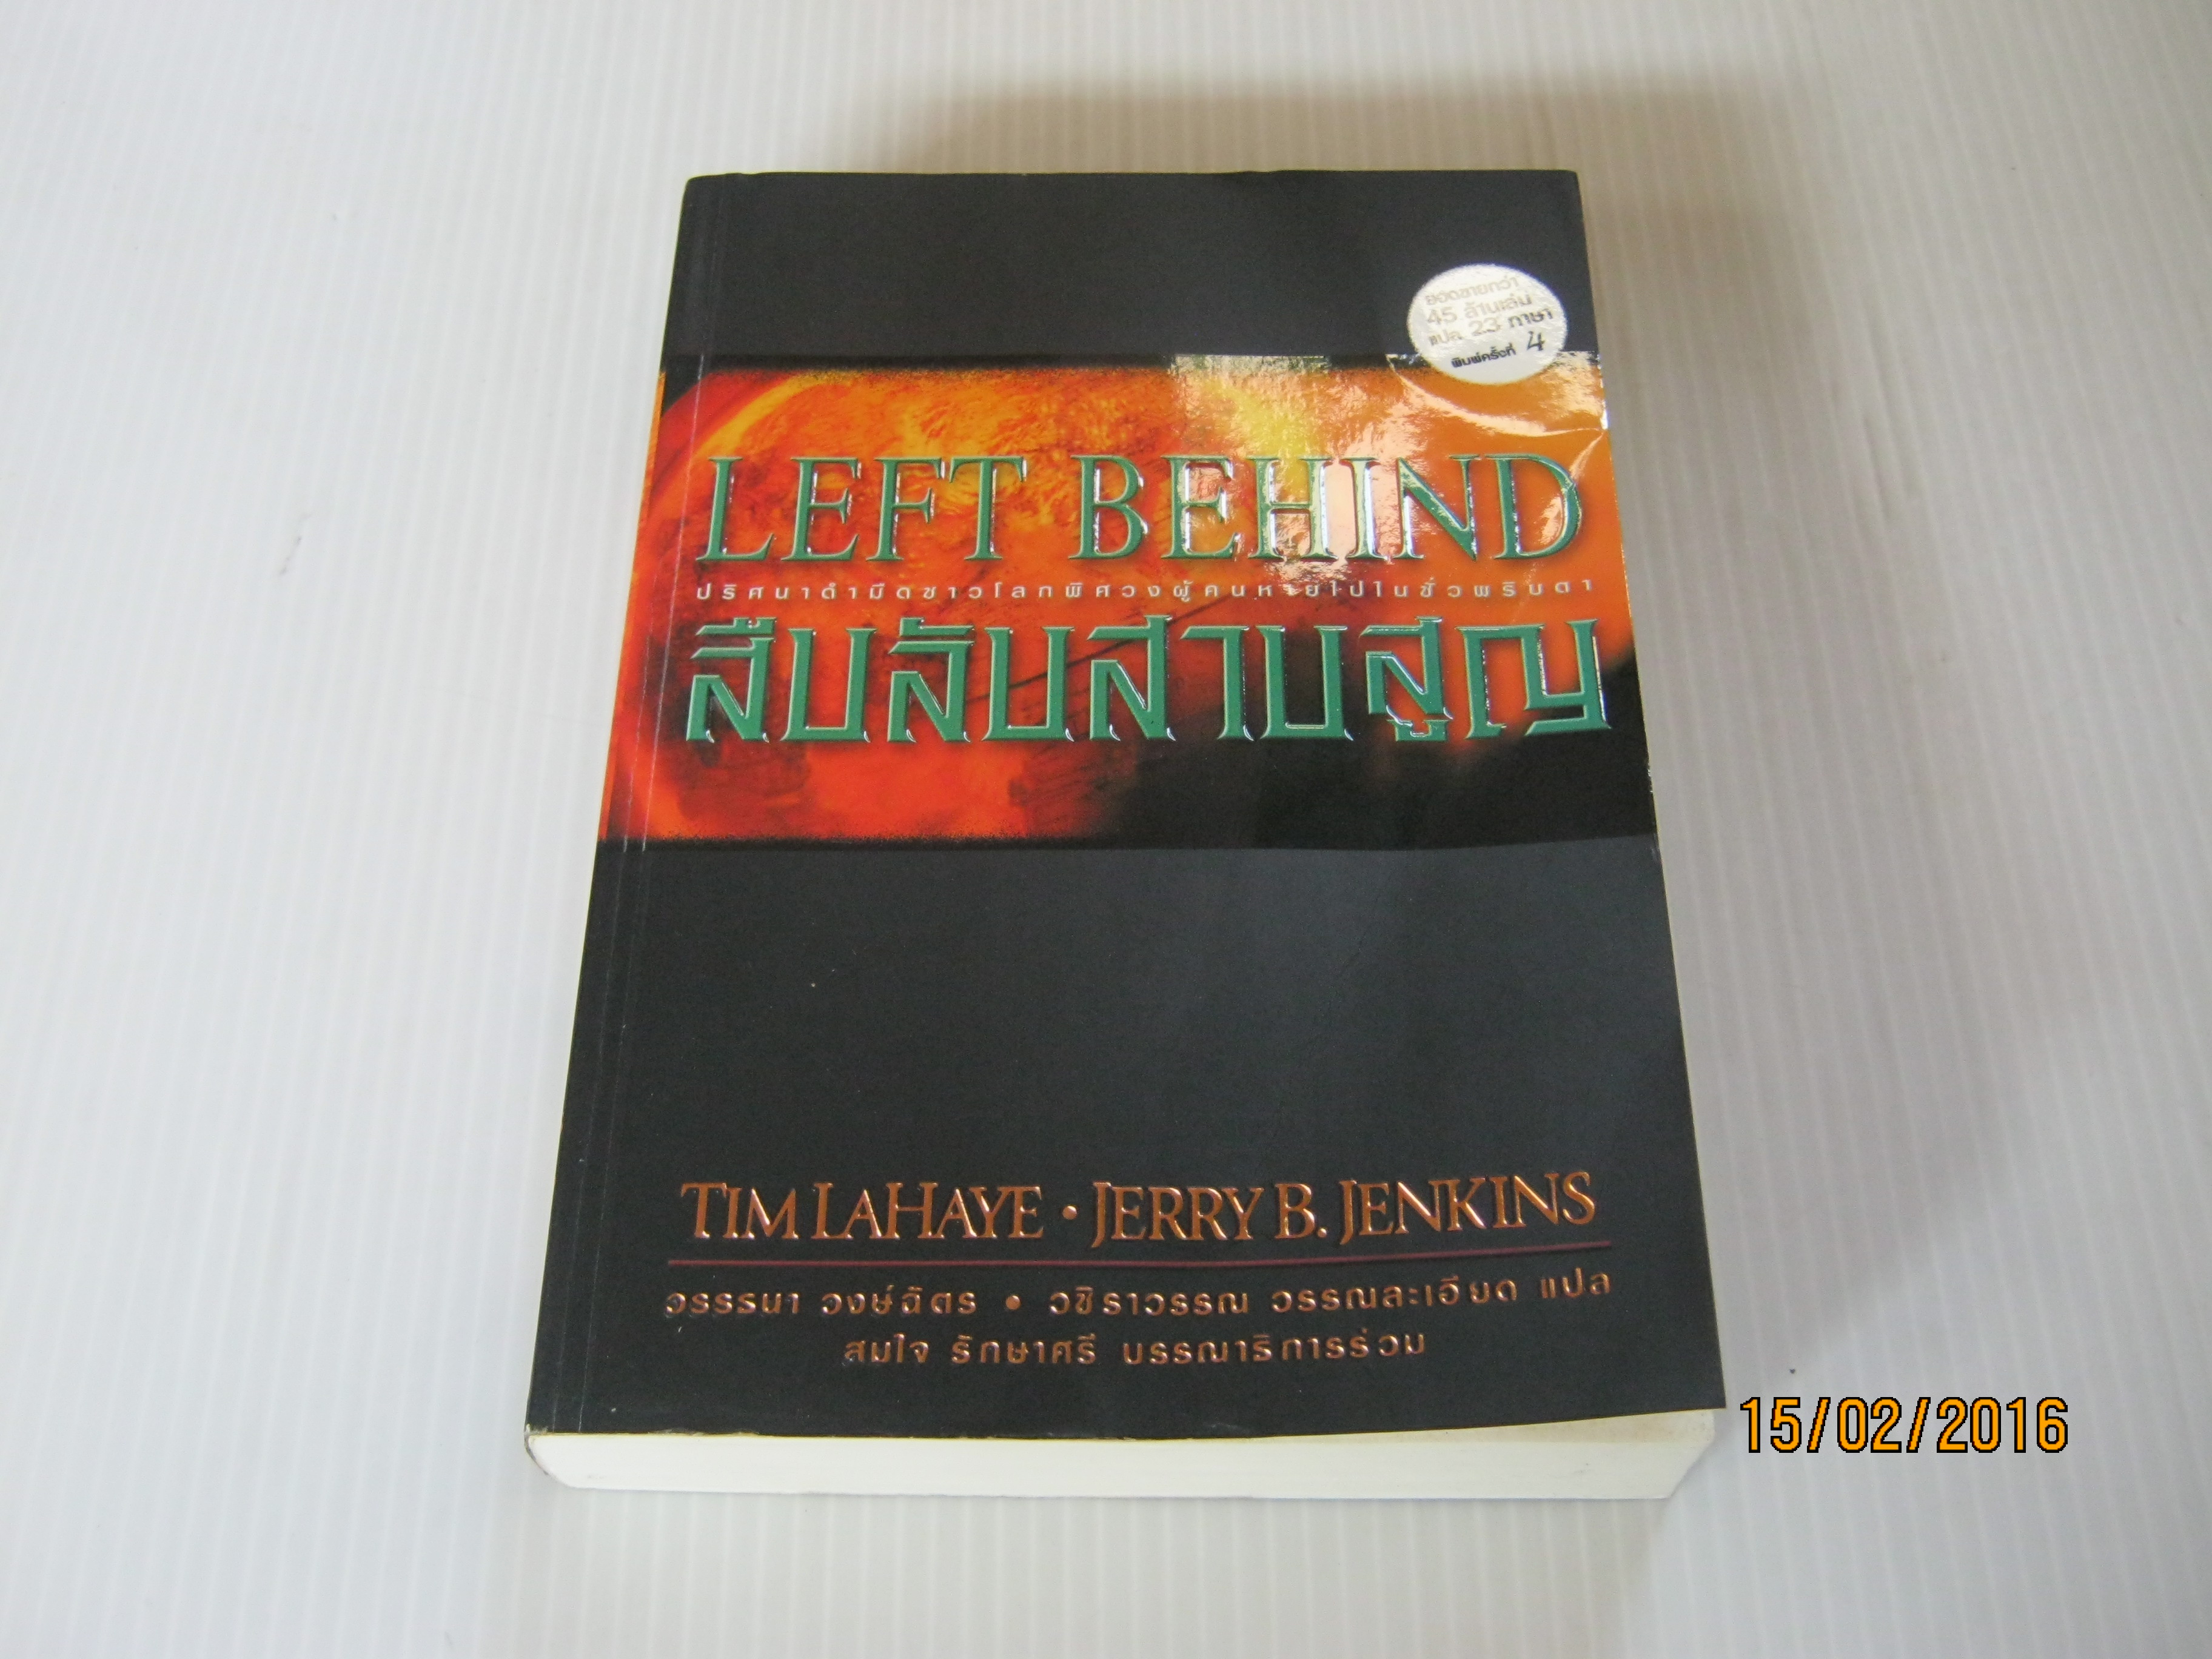 ยอดขายกว่า
45 ล้านเล่ม
แปล 23 ภาษา
พิมพ์ครั้งที่ 4
LEFT BEHIND
ปริศนาดำมืดชาวโลกพิศวงผู้คนหายไปในชั่วพริบตา
สืบลับสาบสูญ
TIM LAHAYE • JERRY B. JENKINS
วรรธนา วงษ์ฉัตร • วชิราวรรณ วรรณละเอียด แปล
สมใจ รักษาศรี บรรณาธิการร่วม
15/02/2016